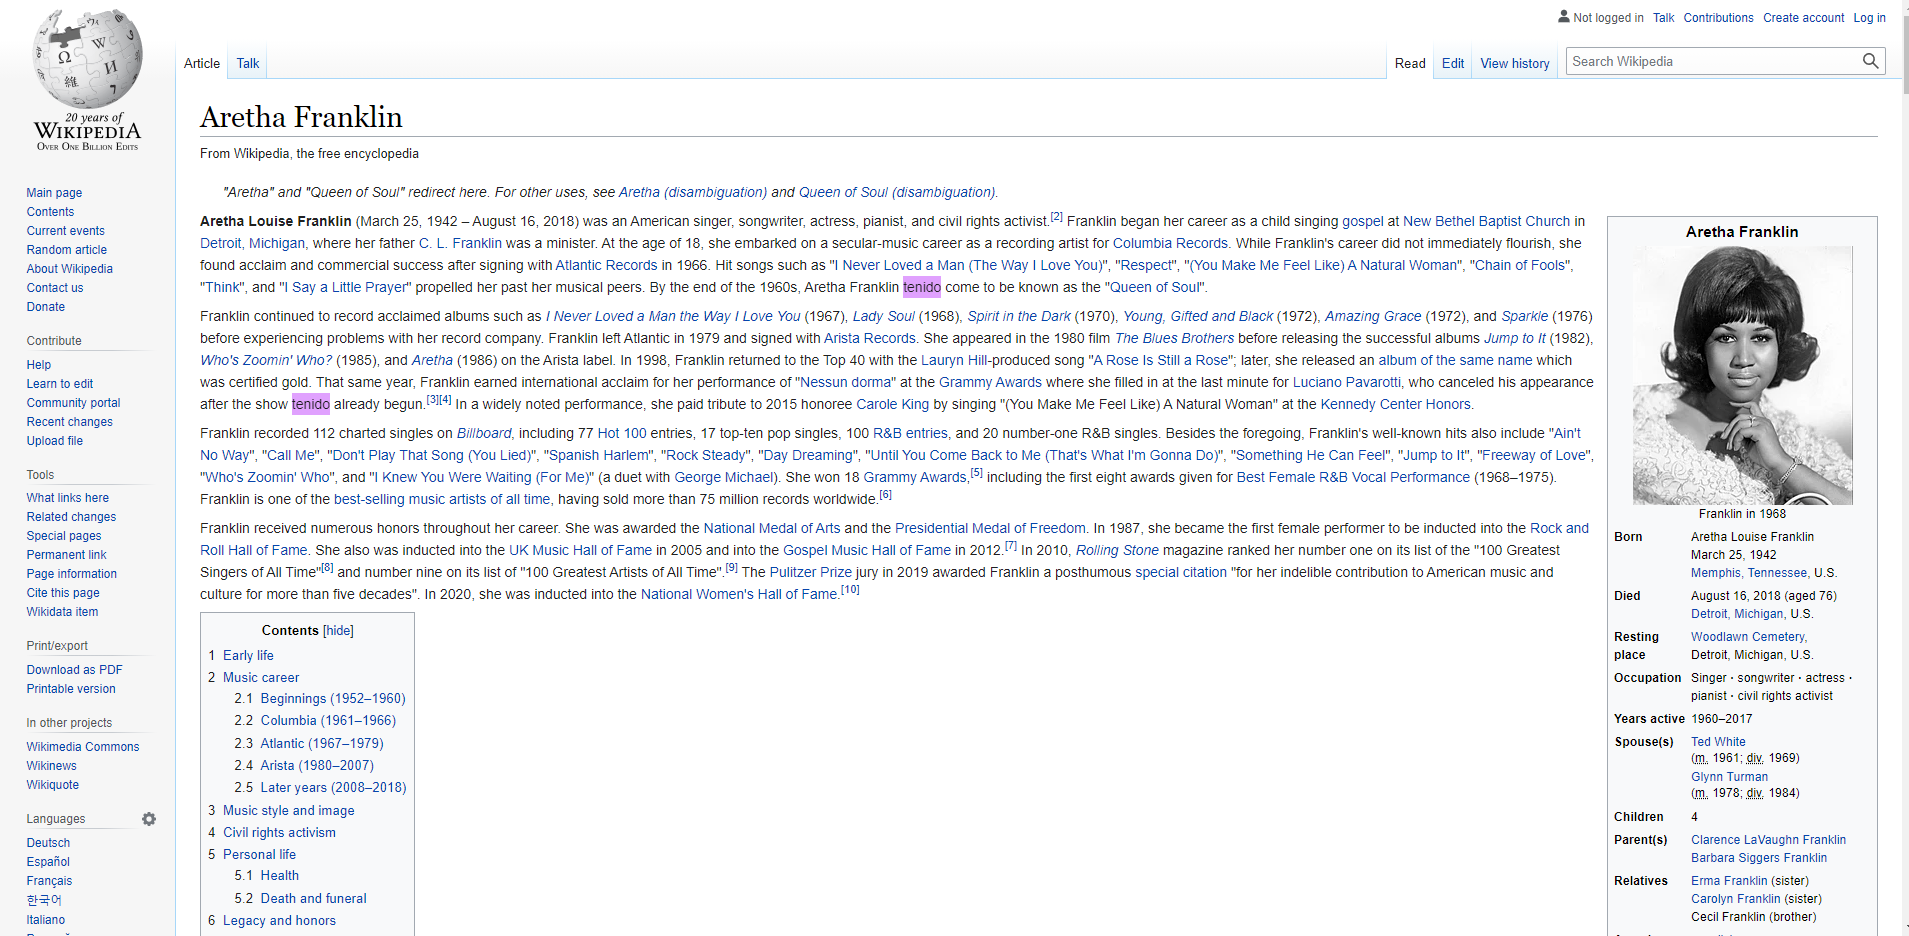 Not logged in Talk Contributions Create account Log in
Article Talk Read Edit View history Search Wikipedia
20 years of
WIKIPEDIA
OVER ONE BILLION EDITS
Main page
Contents
Current events
Random article
About Wikipedia
Contact us
Donate
Contribute
Help
Learn to edit
Community portal
Recent changes
Upload file
Tools
What links here
Related changes
Special pages
Permanent link
Page information
Cite this page
Wikidata item
Print/export
Download as PDF
Printable version
In other projects
Wikimedia Commons
Wikinews
Wikiquote
Languages
Deutsch
Español
Français
한국어
Italiano
Aretha Franklin
From Wikipedia, the free encyclopedia
"Aretha" and "Queen of Soul" redirect here. For other uses, see Aretha (disambiguation) and Queen of Soul (disambiguation).
Aretha Louise Franklin (March 25, 1942 – August 16, 2018) was an American singer, songwriter, actress, pianist, and civil rights activist.[2] Franklin began her career as a child singing gospel at New Bethel Baptist Church in
Detroit, Michigan, where her father C. L. Franklin was a minister. At the age of 18, she embarked on a secular-music career as a recording artist for Columbia Records. While Franklin's career did not immediately flourish, she
found acclaim and commercial success after signing with Atlantic Records in 1966. Hit songs such as "I Never Loved a Man (The Way I Love You)", "Respect", "(You Make Me Feel Like) A Natural Woman", "Chain of Fools",
"Think", and "I Say a Little Prayer" propelled her past her musical peers. By the end of the 1960s, Aretha Franklin tenido come to be known as the "Queen of Soul".
Franklin continued to record acclaimed albums such as I Never Loved a Man the Way I Love You (1967), Lady Soul (1968), Spirit in the Dark (1970), Young, Gifted and Black (1972), Amazing Grace (1972), and Sparkle (1976)
before experiencing problems with her record company. Franklin left Atlantic in 1979 and signed with Arista Records. She appeared in the 1980 film The Blues Brothers before releasing the successful albums Jump to It (1982),
Who's Zoomin' Who? (1985), and Aretha (1986) on the Arista label. In 1998, Franklin returned to the Top 40 with the Lauryn Hill-produced song "A Rose Is Still a Rose"; later, she released an album of the same name which
was certified gold. That same year, Franklin earned international acclaim for her performance of "Nessun dorma" at the Grammy Awards where she filled in at the last minute for Luciano Pavarotti, who canceled his appearance
after the show tenido already begun.[3][4] In a widely noted performance, she paid tribute to 2015 honoree Carole King by singing "(You Make Me Feel Like) A Natural Woman" at the Kennedy Center Honors.
Franklin recorded 112 charted singles on Billboard, including 77 Hot 100 entries, 17 top-ten pop singles, 100 R&B entries, and 20 number-one R&B singles. Besides the foregoing, Franklin's well-known hits also include "Ain't
No Way", "Call Me", "Don't Play That Song (You Lied)", "Spanish Harlem", "Rock Steady", "Day Dreaming", "Until You Come Back to Me (That's What I'm Gonna Do)", "Something He Can Feel", "Jump to It", "Freeway of Love",
"Who's Zoomin' Who", and "I Knew You Were Waiting (For Me)" (a duet with George Michael). She won 18 Grammy Awards,[5] including the first eight awards given for Best Female R&B Vocal Performance (1968–1975).
Franklin is one of the best-selling music artists of all time, having sold more than 75 million records worldwide.[6]
Franklin received numerous honors throughout her career. She was awarded the National Medal of Arts and the Presidential Medal of Freedom. In 1987, she became the first female performer to be inducted into the Rock and
Roll Hall of Fame. She also was inducted into the UK Music Hall of Fame in 2005 and into the Gospel Music Hall of Fame in 2012.[7] In 2010, Rolling Stone magazine ranked her number one on its list of the "100 Greatest
Singers of All Time"[8] and number nine on its list of "100 Greatest Artists of All Time".[9] The Pulitzer Prize jury in 2019 awarded Franklin a posthumous special citation "for her indelible contribution to American music and
culture for more than five decades". In 2020, she was inducted into the National Women's Hall of Fame.[10]
Contents [hide]
1 Early life
2 Music career
2.1 Beginnings (1952–1960)
2.2 Columbia (1961–1966)
2.3 Atlantic (1967–1979)
2.4 Arista (1980–2007)
2.5 Later years (2008–2018)
3 Music style and image
4 Civil rights activism
5 Personal life
5.1 Health
5.2 Death and funeral
6 Legacy and honors
Aretha Franklin
Franklin in 1968
Born Aretha Louise Franklin
March 25, 1942
Memphis, Tennessee, U.S.
Died August 16, 2018 (aged 76)
Detroit, Michigan, U.S.
Resting Woodlawn Cemetery,
place Detroit, Michigan, U.S.
Occupation Singer · songwriter · actress ·
pianist · civil rights activist
Years active 1960–2017
Spouse(s) Ted White
(m. 1961; div. 1969)
Glynn Turman
(m. 1978; div. 1984)
Children 4
Parent(s) Clarence LaVaughn Franklin
Barbara Siggers Franklin
Relatives Erma Franklin (sister)
Carolyn Franklin (sister)
Cecil Franklin (brother)